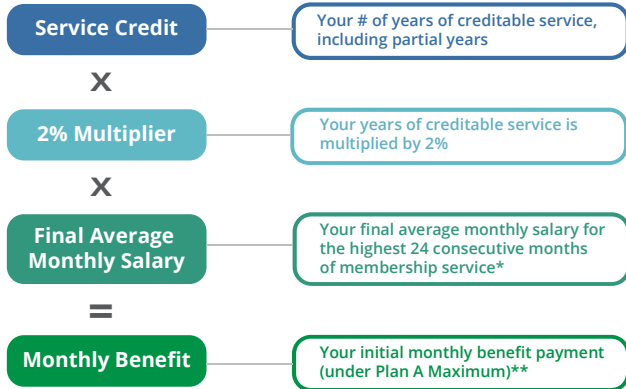 Service Credit
Your # of years of creditable service,
including partial years
X
2% Multiplier
Your years of creditable service is
multiplied by 2%
X
Final Average
Monthly Salary
Your final average monthly salary for
the highest 24 consecutive months
of membership service*
=
Monthly Benefit
Your initial monthly benefit payment
(under Plan A Maximum)**